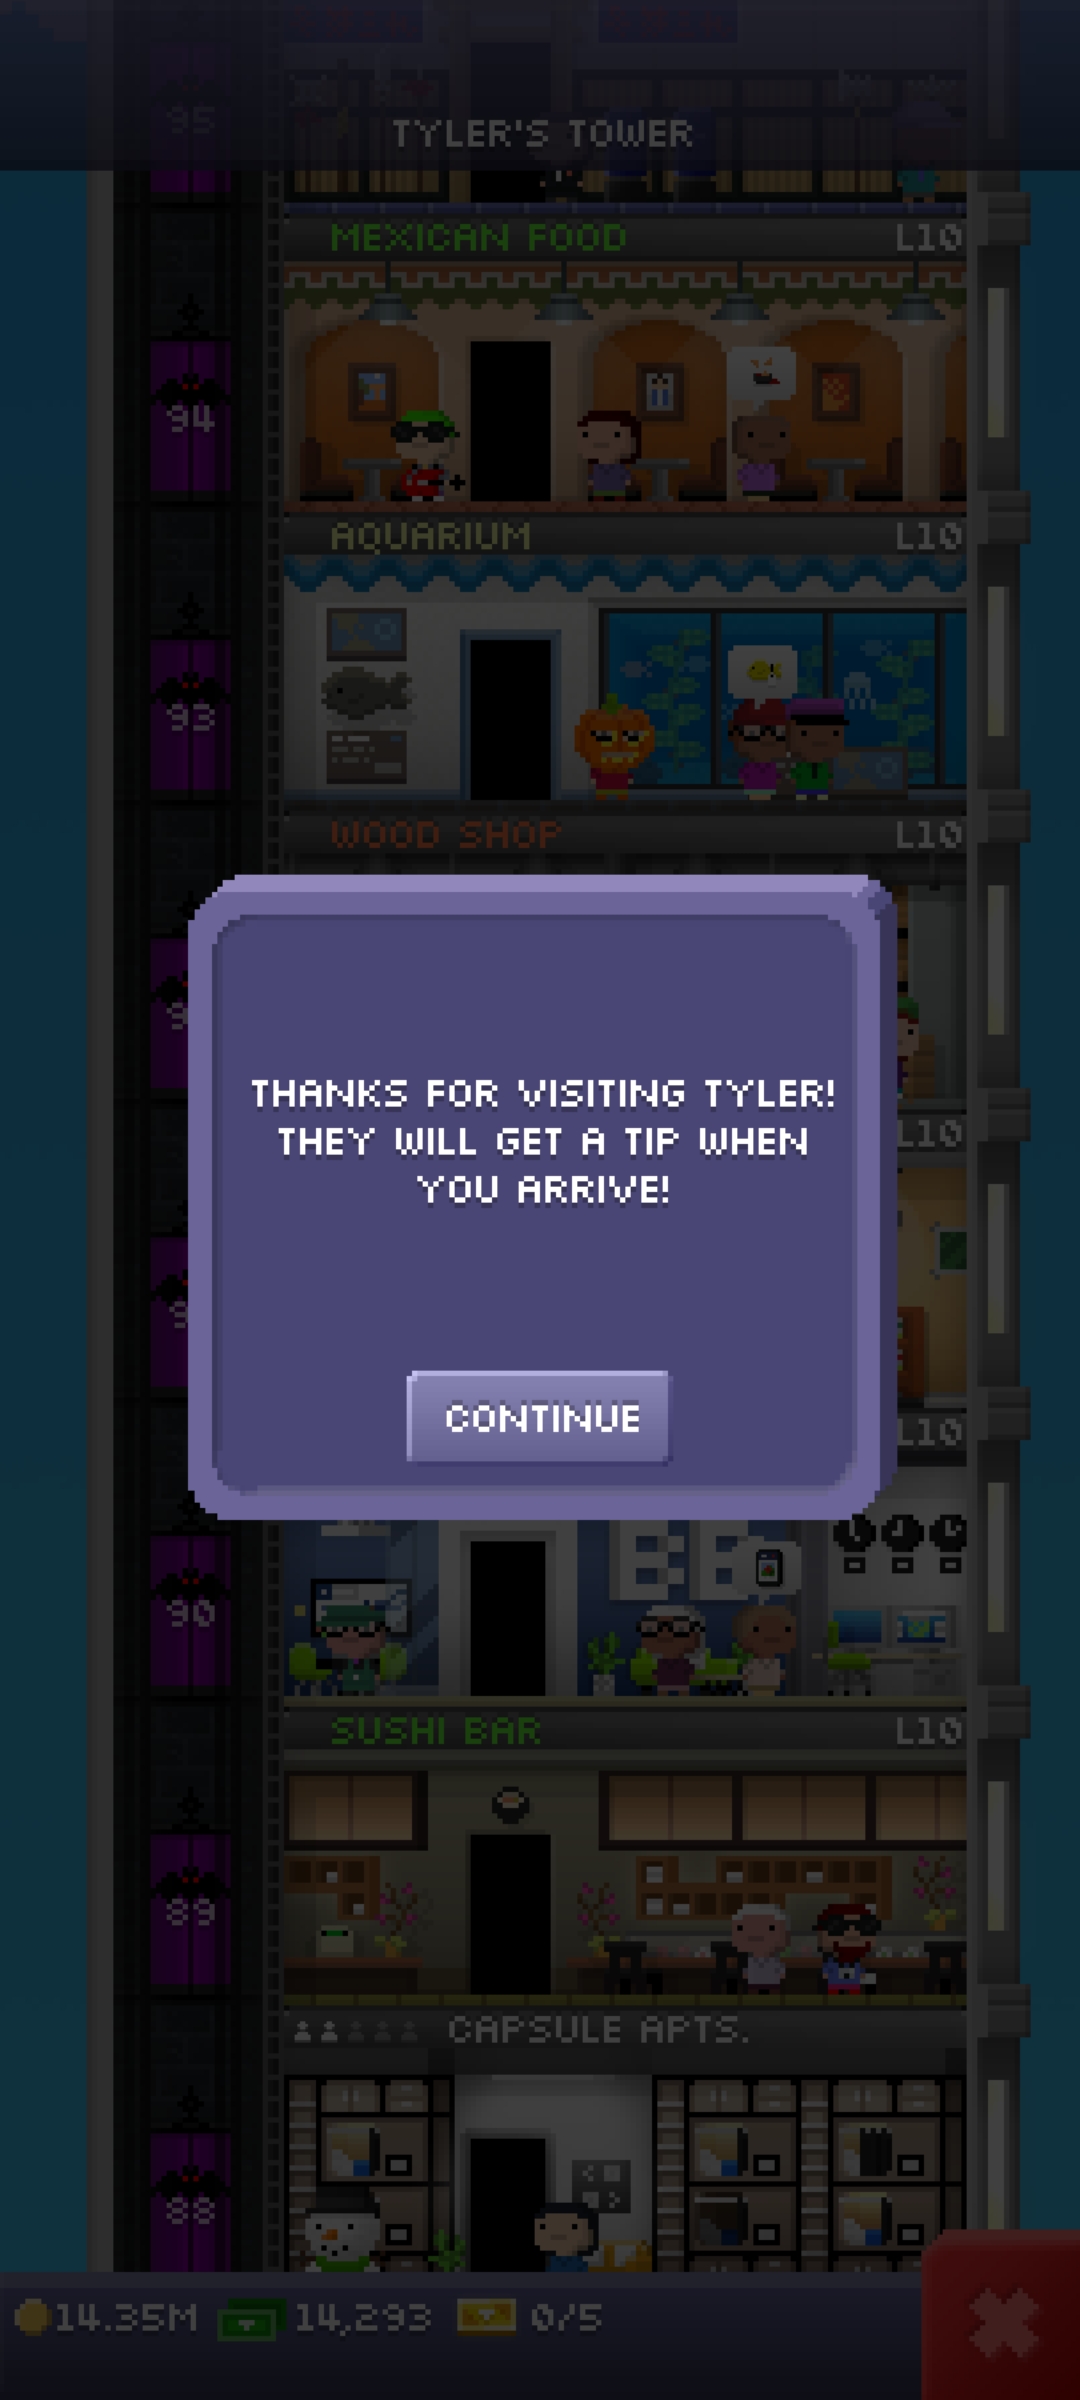 95
TYLER'S TOWER
MEXICAN FOOD L10
94
AQUARIUM L10
93
WOOD SHOP L10
9
L10
9
L10
THANKS FOR VISITING TYLER!
THEY WILL GET A TIP WHEN
YOU ARRIVE!
CONTINUE
90
SUSHI BAR L10
89
CAPSULE APTS.
88
14.35M 14,293 0/5